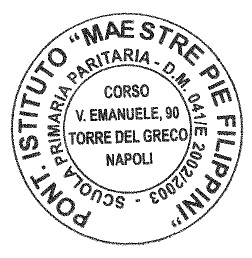 PONT. ISTITUTO "MAESTRE PIE FILIPPINI"
SCUOLA PRIMARIA PARITARIA - D.M. 041/E 2002/2003 -
CORSO
V. EMANUELE, 90
TORRE DEL GRECO
NAPOLI